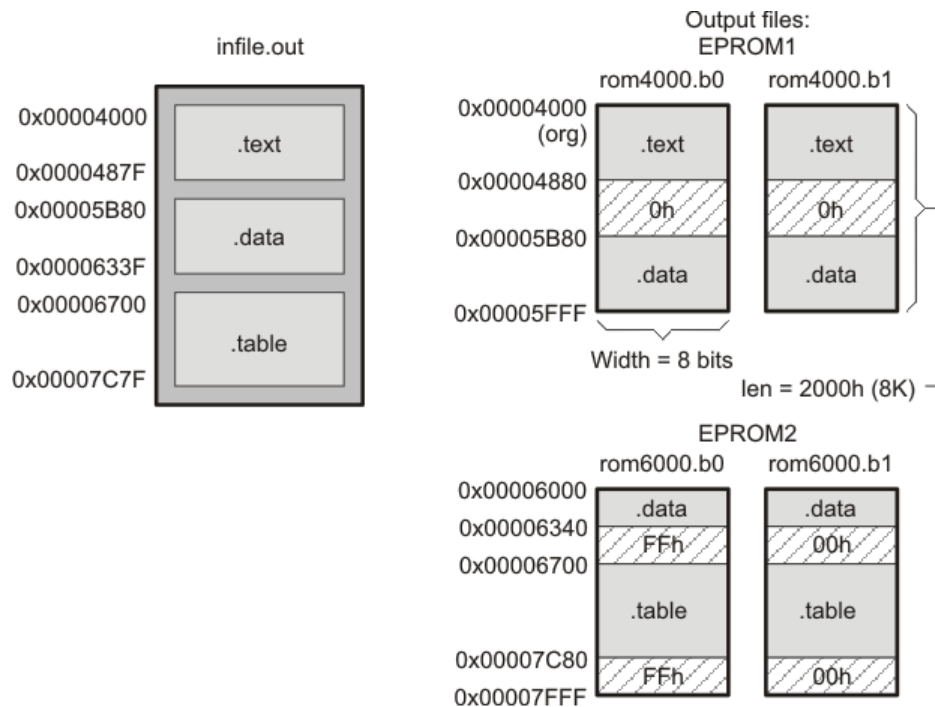 infile.out
0x00004000
.text
0x0000487F
0x00005B80
.data
0x0000633F
0x00006700
.table
0x00007C7F
Output files:
EPROM1
rom4000.b0
rom4000.b1
0x00004000
(org)
.text
.text
0x00004880
0h
0h
0x00005B80
.data
.data
0x00005FFF
Width = 8 bits
len = 2000h (8K)
EPROM2
rom6000.b0
rom6000.b1
0x00006000
.data
.data
0x00006340
FFh
00h
0x00006700
.table
.table
0x00007C80
FFh
00h
0x00007FFF